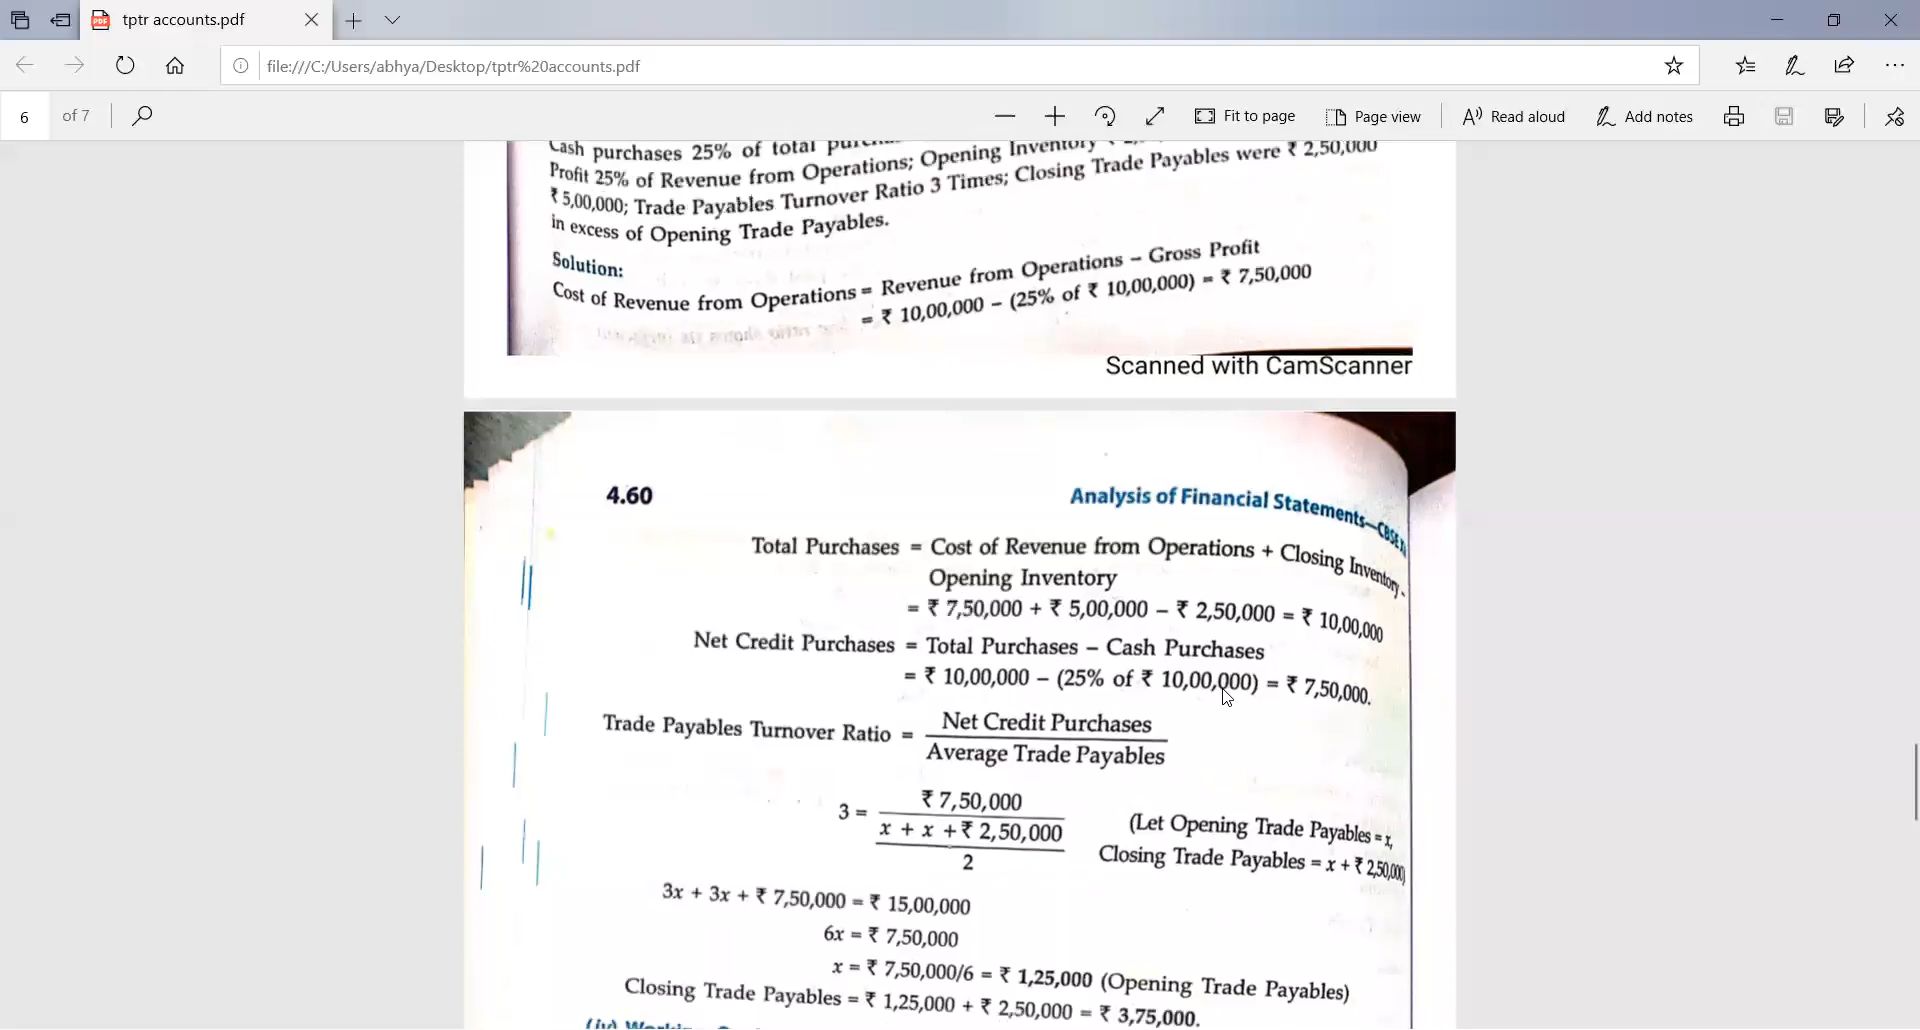 tptr accounts.pdf
file:///C:/Users/abhya/Desktop/tptr%20accounts.pdf
6 of 7 Fit to page Page view Read aloud Add notes
Cash purchases 25% of total
Profit 25% of Revenue from Operations; Opening Inventory ₹
₹ 5,00,000; Trade Payables Turnover Ratio 3 Times; Closing Trade Payables were ₹ 2,50,000
in excess of Opening Trade Payables.
Solution:
Cost of Revenue from Operations = Revenue from Operations – Gross Profit
= ₹ 10,00,000 – (25% of ₹ 10,00,000) = ₹ 7,50,000
Scanned with CamScanner
4.60 Analysis of Financial Statements—CBSE
Total Purchases = Cost of Revenue from Operations + Closing Inventory -
Opening Inventory
= ₹ 7,50,000 + ₹ 5,00,000 – ₹ 2,50,000 = ₹ 10,00,000
Net Credit Purchases = Total Purchases – Cash Purchases
= ₹ 10,00,000 – (25% of ₹ 10,00,000) = ₹ 7,50,000.
Trade Payables Turnover Ratio = Net Credit Purchases
Average Trade Payables
3 = ₹ 7,50,000
x + x + ₹ 2,50,000
2
(Let Opening Trade Payables = x,
Closing Trade Payables = x + ₹ 2,50,000)
3x + 3x + ₹ 7,50,000 = ₹ 15,00,000
6x = ₹ 7,50,000
x = ₹ 7,50,000/6 = ₹ 1,25,000 (Opening Trade Payables)
Closing Trade Payables = ₹ 1,25,000 + ₹ 2,50,000 = ₹ 3,75,000.